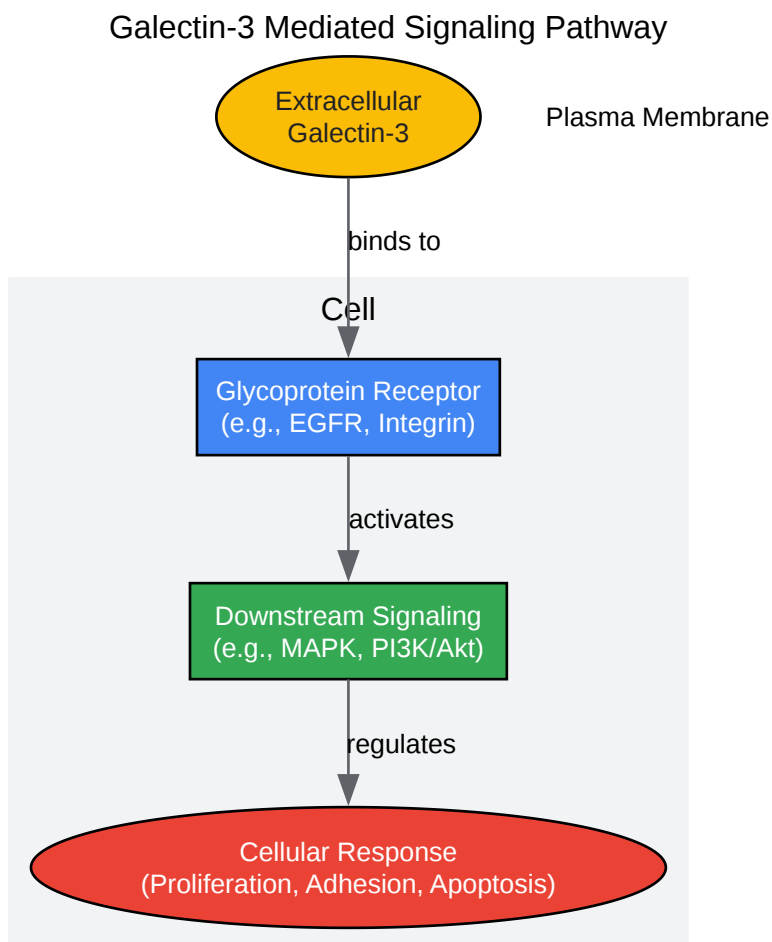 Galectin-3 Mediated Signaling Pathway
Extracellular
Galectin-3
Plasma Membrane
binds to
Cell
Glycoprotein Receptor
(e.g., EGFR, Integrin)
activates
Downstream Signaling
(e.g., MAPK, PI3K/Akt)
regulates
Cellular Response
(Proliferation, Adhesion, Apoptosis)